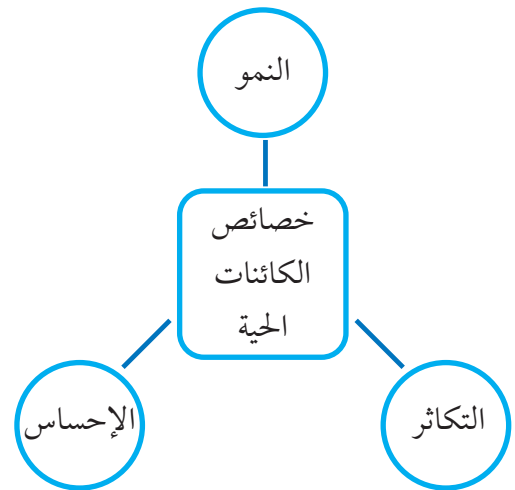 النمو
خصائص
الكائنات
الحية
التكاثر
الإحساس